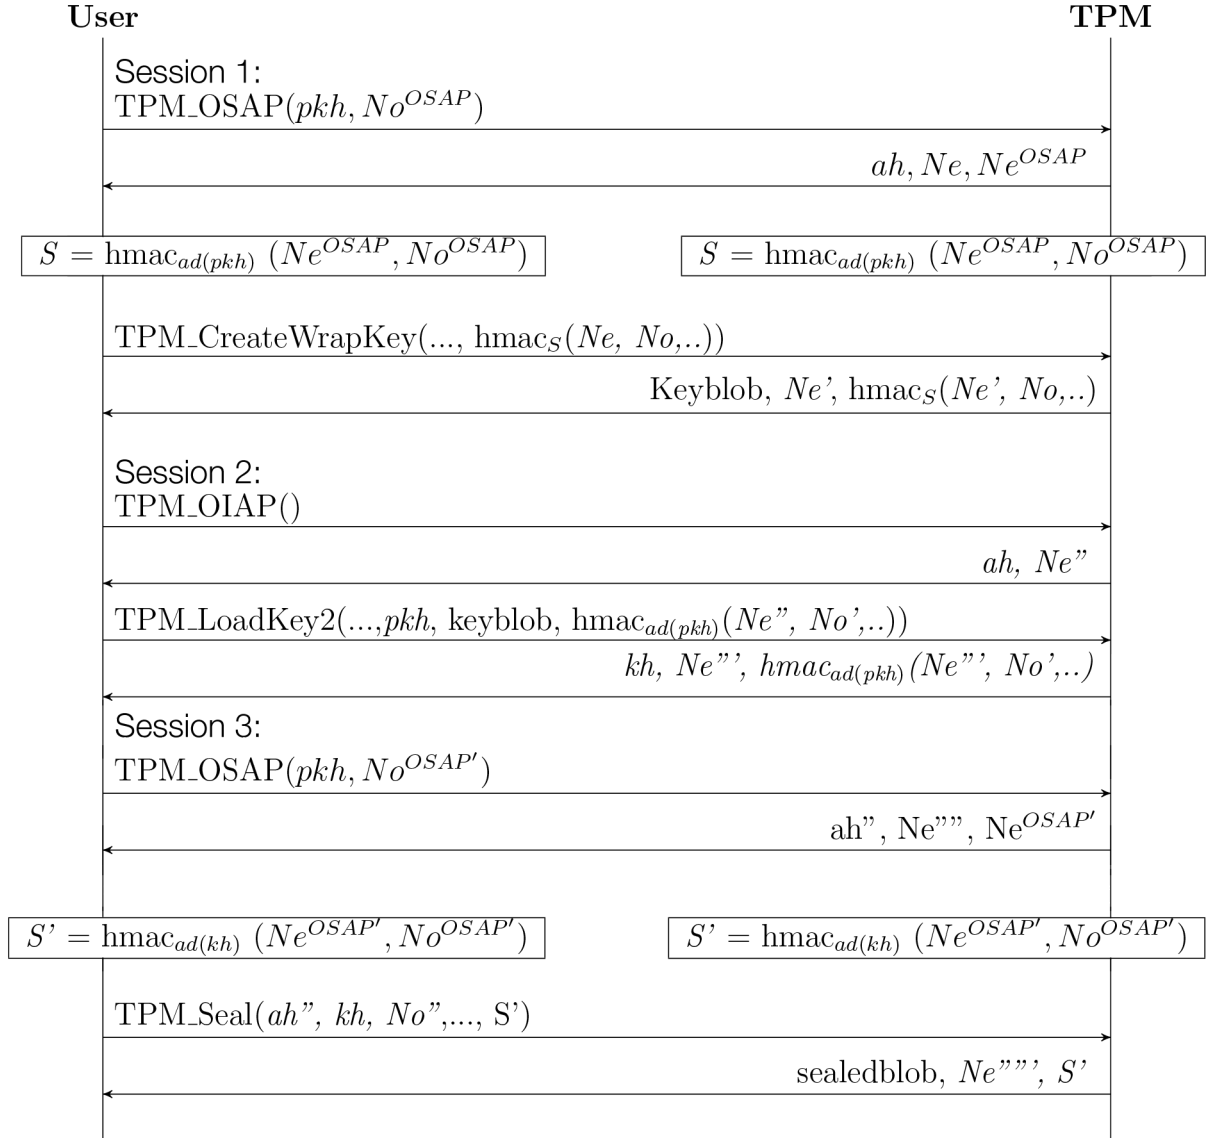 User TPM
Session 1:
TPM_OSAP(pkh, No^OSAP)
ah, Ne, Ne^OSAP
S = hmac_ad(pkh) (Ne^OSAP, No^OSAP) S = hmac_ad(pkh) (Ne^OSAP, No^OSAP)
TPM_CreateWrapKey(..., hmac_S(Ne, No,..))
Keyblob, Ne’, hmac_S(Ne’, No,..)
Session 2:
TPM_OIAP()
ah, Ne”
TPM_LoadKey2(...,pkh, keyblob, hmac_ad(pkh)(Ne”, No’,..))
kh, Ne”’, hmac_ad(pkh)(Ne”’, No’,..)
Session 3:
TPM_OSAP(pkh, No^OSAP′)
ah”, Ne””, Ne^OSAP′
S’ = hmac_ad(kh) (Ne^OSAP′, No^OSAP′) S’ = hmac_ad(kh) (Ne^OSAP′, No^OSAP′)
TPM_Seal(ah”, kh, No”,..., S’)
sealedblob, Ne””’, S’